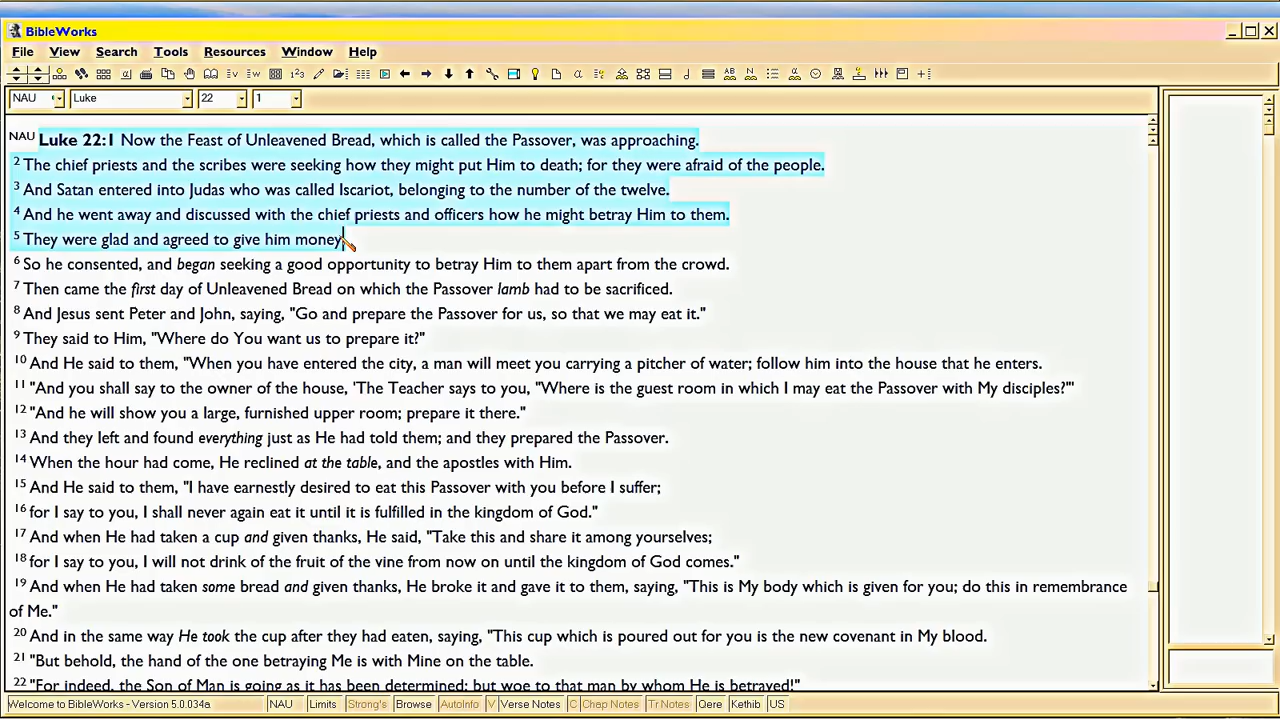 BibleWorks
File View Search Tools Resources Window Help
NAU Luke 22 1
NAU Luke 22:1 Now the Feast of Unleavened Bread, which is called the Passover, was approaching.
2 The chief priests and the scribes were seeking how they might put Him to death; for they were afraid of the people.
3 And Satan entered into Judas who was called Iscariot, belonging to the number of the twelve.
4 And he went away and discussed with the chief priests and officers how he might betray Him to them.
5 They were glad and agreed to give him money
6 So he consented, and began seeking a good opportunity to betray Him to them apart from the crowd.
7 Then came the first day of Unleavened Bread on which the Passover lamb had to be sacrificed.
8 And Jesus sent Peter and John, saying, "Go and prepare the Passover for us, so that we may eat it."
9 They said to Him, "Where do You want us to prepare it?"
10 And He said to them, "When you have entered the city, a man will meet you carrying a pitcher of water; follow him into the house that he enters.
11 "And you shall say to the owner of the house, 'The Teacher says to you, "Where is the guest room in which I may eat the Passover with My disciples?"'
12 "And he will show you a large, furnished upper room; prepare it there."
13 And they left and found everything just as He had told them; and they prepared the Passover.
14 When the hour had come, He reclined at the table, and the apostles with Him.
15 And He said to them, "I have earnestly desired to eat this Passover with you before I suffer;
16 for I say to you, I shall never again eat it until it is fulfilled in the kingdom of God."
17 And when He had taken a cup and given thanks, He said, "Take this and share it among yourselves;
18 for I say to you, I will not drink of the fruit of the vine from now on until the kingdom of God comes."
19 And when He had taken some bread and given thanks, He broke it and gave it to them, saying, "This is My body which is given for you; do this in remembrance
of Me."
20 And in the same way He took the cup after they had eaten, saying, "This cup which is poured out for you is the new covenant in My blood.
21 "But behold, the hand of the one betraying Me is with Mine on the table.
22 "For indeed, the Son of Man is going as it has been determined; but woe to that man by whom He is betrayed!"
Welcome to BibleWorks - Version 5.0.034a NAU Limits Strong's Browse AutoInfo V Verse Notes C Chap Notes Tr Notes Qere Kethib US